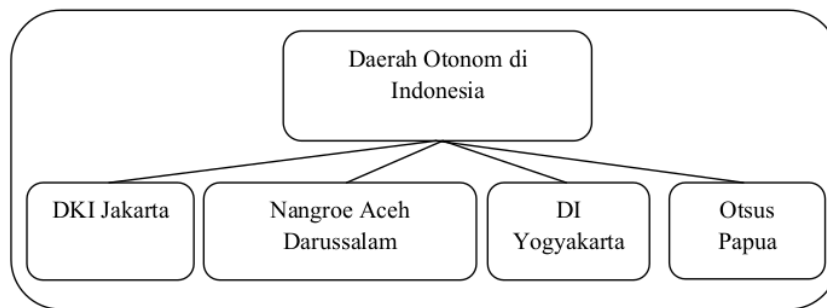 Daerah Otonom di
Indonesia
DKI Jakarta
Nangroe Aceh
Darussalam
DI
Yogyakarta
Otsus
Papua